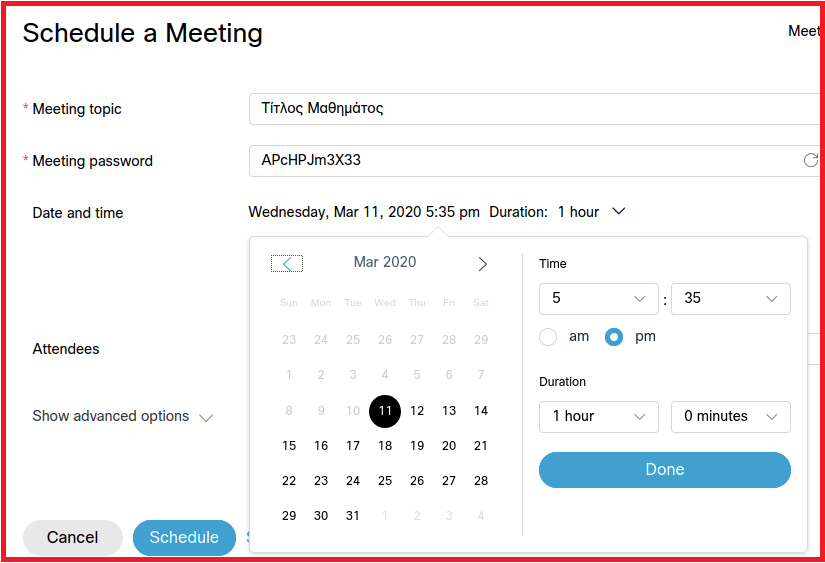 Schedule a Meeting
Meet
* Meeting topic
Τίτλος Μαθημάτος
* Meeting password
APcHPJm3X33
Date and time
Wednesday, Mar 11, 2020 5:35 pm Duration: 1 hour
Mar 2020
Sun Mon Tue Wed Thu Fri Sat
23 24 25 26 27 28 29
1 2 3 4 5 6 7
8 9 10 11 12 13 14
15 16 17 18 19 20 21
22 23 24 25 26 27 28
29 30 31 1 2 3 4
Time
5 : 35
am pm
Duration
1 hour 0 minutes
Done
Attendees
Show advanced options
Cancel Schedule